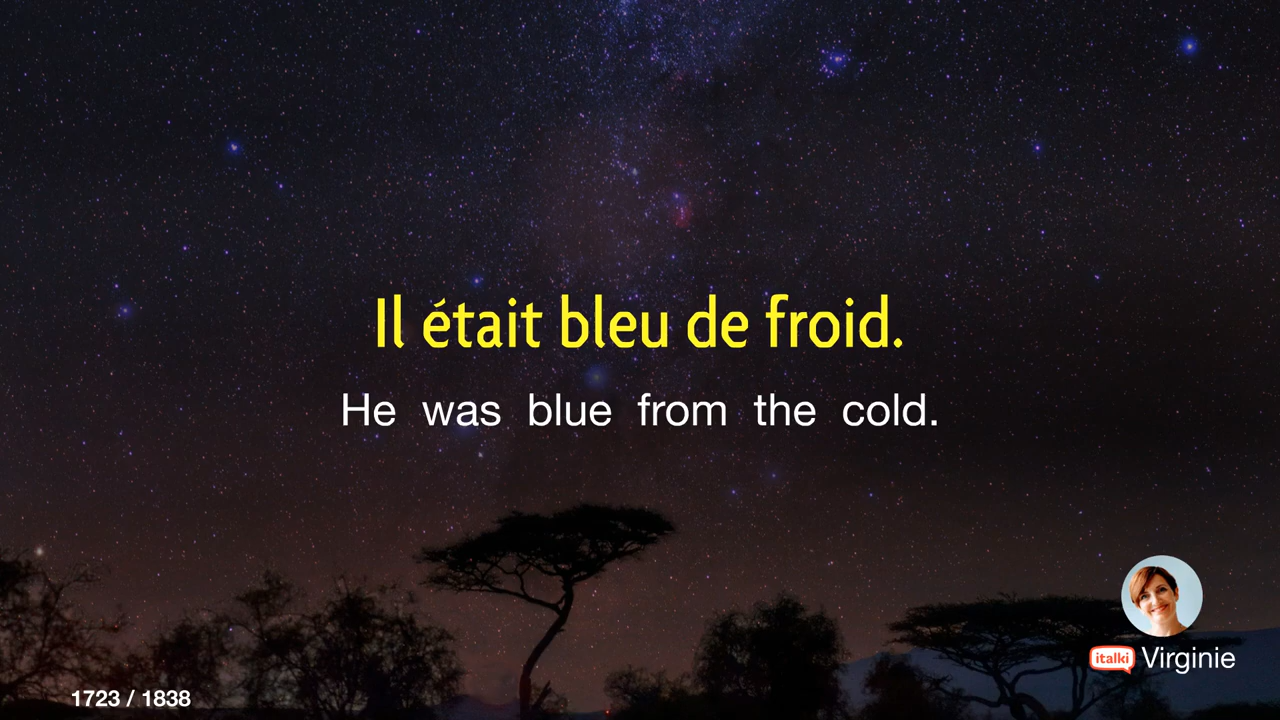 Il était bleu de froid.
He was blue from the cold.
italki Virginie
1723 / 1838